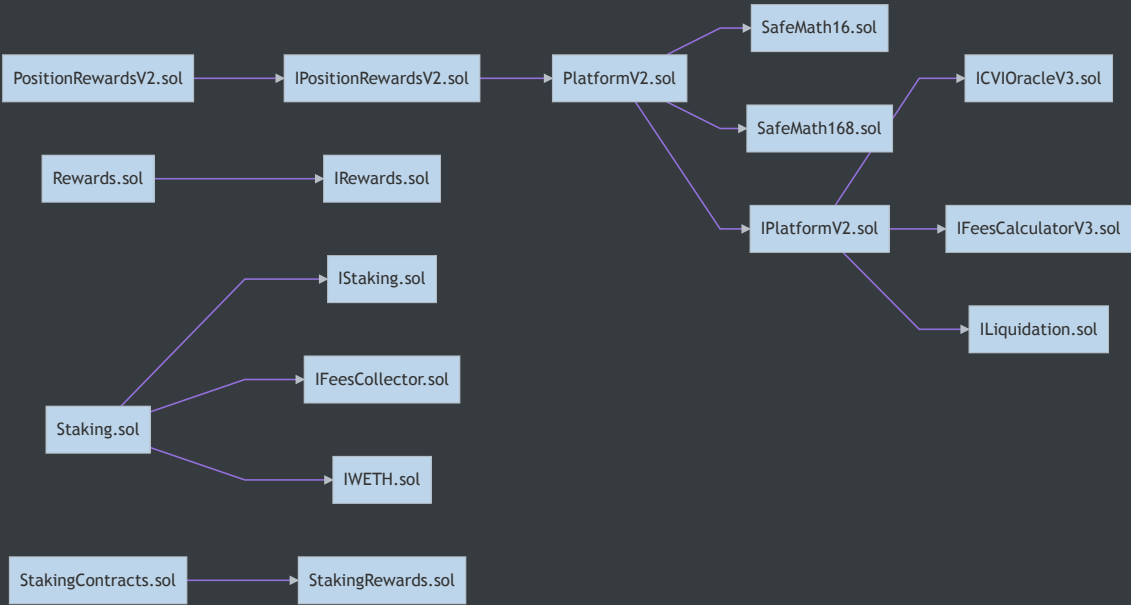 SafeMath16.sol
PositionRewardsV2.sol
IPositionRewardsV2.sol
PlatformV2.sol
ICVIOracleV3.sol
SafeMath168.sol
Rewards.sol
IRewards.sol
IPlatformV2.sol
IFeesCalculatorV3.sol
IStaking.sol
ILiquidation.sol
IFeesCollector.sol
Staking.sol
IWETH.sol
StakingContracts.sol
StakingRewards.sol